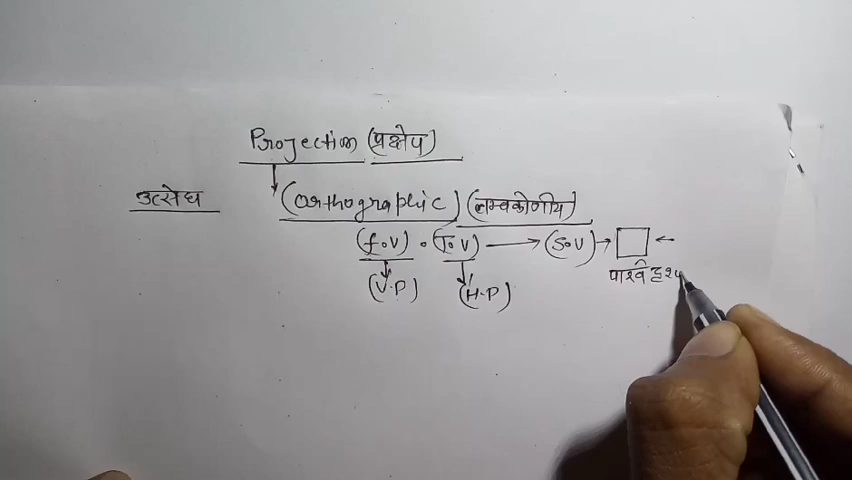 Projection (प्रक्षेप)
उत्सेध (Orthographic) (लम्बकोणीय)
(f.V) . (T.V) → (S.V) → □ ←
(V.P) (H.P) पार्श्व दृश्य